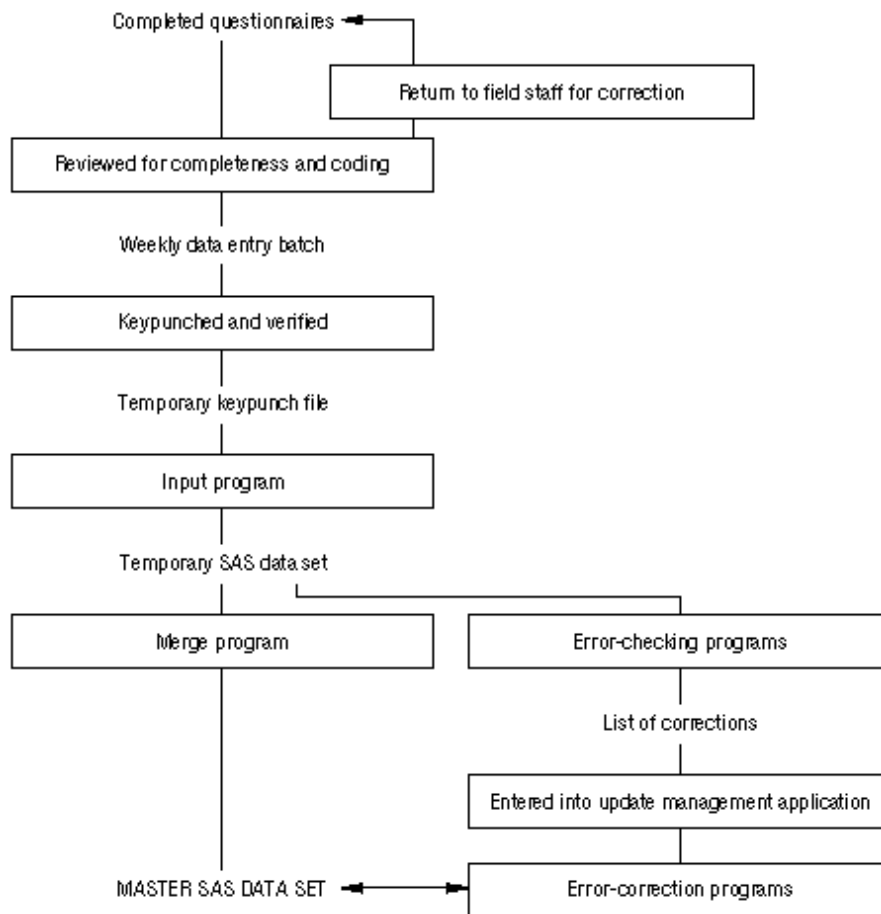 Completed questionnaires
Return to field staff for correction
Reviewed for completeness and coding
Weekly data entry batch
Keypunched and verified
Temporary keypunch file
Input program
Temporary SAS data set
Merge program
Error-checking programs
List of corrections
Entered into update management application
MASTER SAS DATA SET
Error-correction programs